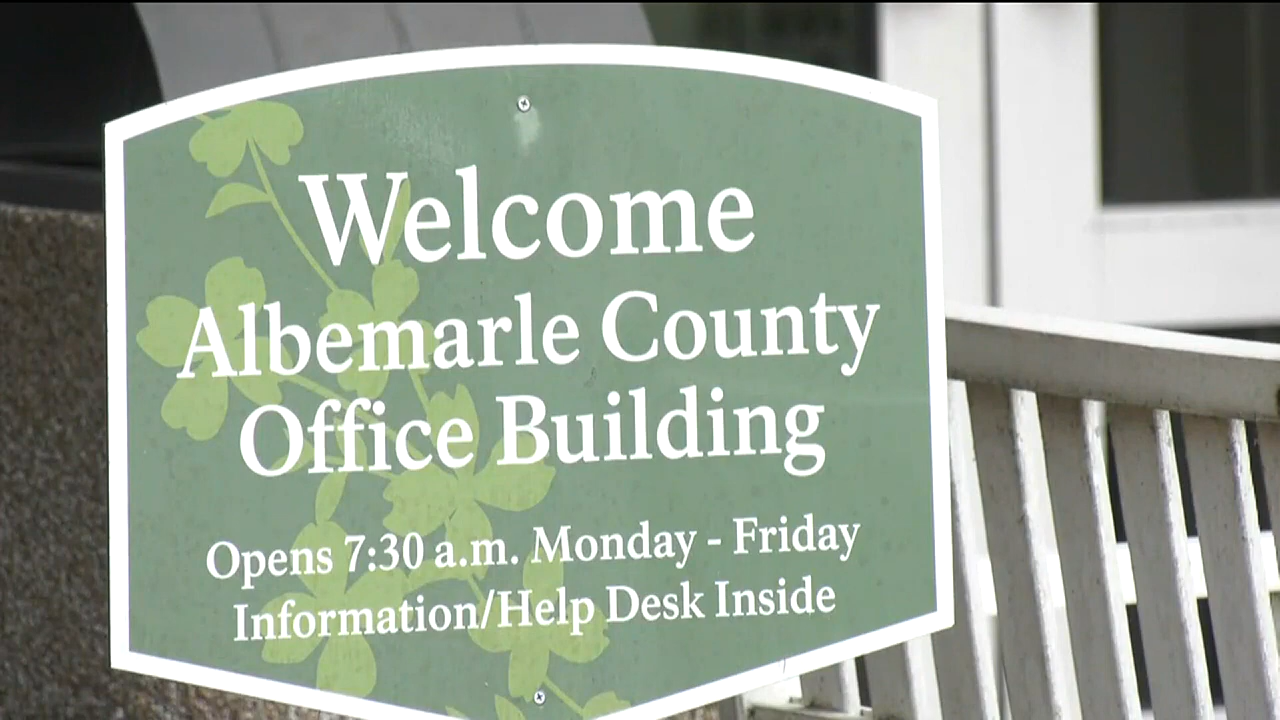 Welcome
Albemarle County
Office Building
Opens 7:30 a.m. Monday - Friday
Information/Help Desk Inside